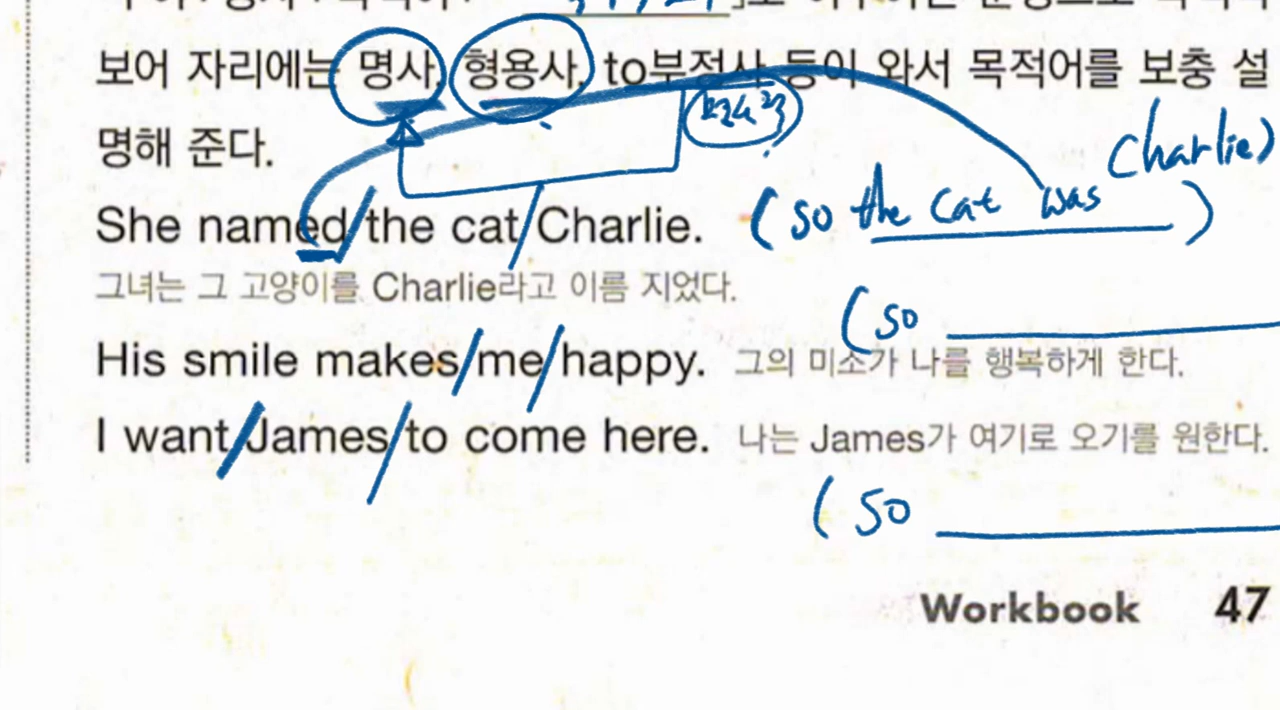 보어 자리에는 명사, 형용사, to부정사 등이 와서 목적어를 보충 설
명해 준다.
She named/the cat/Charlie. (so the cat was Charlie)
그녀는 그 고양이를 Charlie라고 이름 지었다.
(so
His smile makes/me/happy. 그의 미소가 나를 행복하게 한다.
I want/James/to come here. 나는 James가 여기로 오기를 원한다.
(so
Workbook 47